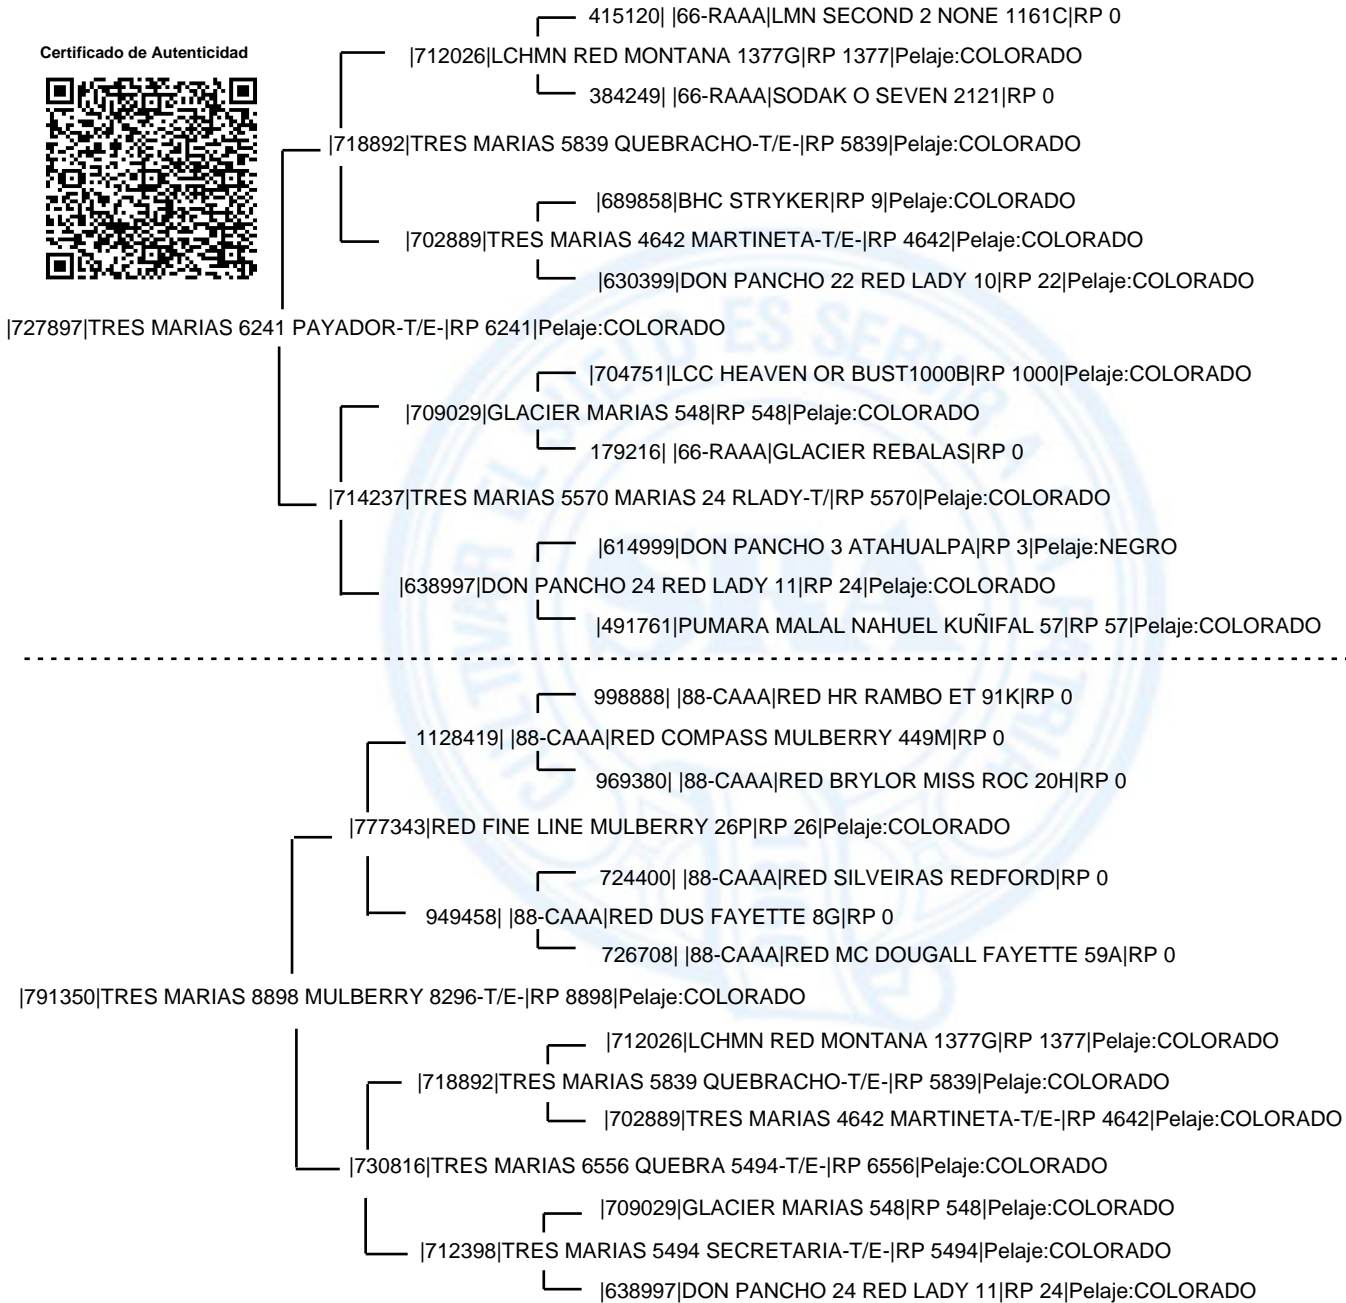 415120| |66-RAAA|LMN SECOND 2 NONE 1161C|RP 0
Certificado de Autenticidad
|712026|LCHMN RED MONTANA 1377G|RP 1377|Pelaje:COLORADO
384249| |66-RAAA|SODAK O SEVEN 2121|RP 0
|718892|TRES MARIAS 5839 QUEBRACHO-T/E-|RP 5839|Pelaje:COLORADO
|689858|BHC STRYKER|RP 9|Pelaje:COLORADO
|702889|TRES MARIAS 4642 MARTINETA-T/E-|RP 4642|Pelaje:COLORADO
|630399|DON PANCHO 22 RED LADY 10|RP 22|Pelaje:COLORADO
|727897|TRES MARIAS 6241 PAYADOR-T/E-|RP 6241|Pelaje:COLORADO
|704751|LCC HEAVEN OR BUST1000B|RP 1000|Pelaje:COLORADO
|709029|GLACIER MARIAS 548|RP 548|Pelaje:COLORADO
179216| |66-RAAA|GLACIER REBALAS|RP 0
|714237|TRES MARIAS 5570 MARIAS 24 RLADY-T/|RP 5570|Pelaje:COLORADO
|614999|DON PANCHO 3 ATAHUALPA|RP 3|Pelaje:NEGRO
|638997|DON PANCHO 24 RED LADY 11|RP 24|Pelaje:COLORADO
|491761|PUMARA MALAL NAHUEL KUÑIFAL 57|RP 57|Pelaje:COLORADO
998888| |88-CAAA|RED HR RAMBO ET 91K|RP 0
1128419| |88-CAAA|RED COMPASS MULBERRY 449M|RP 0
969380| |88-CAAA|RED BRYLOR MISS ROC 20H|RP 0
|777343|RED FINE LINE MULBERRY 26P|RP 26|Pelaje:COLORADO
724400| |88-CAAA|RED SILVEIRAS REDFORD|RP 0
949458| |88-CAAA|RED DUS FAYETTE 8G|RP 0
726708| |88-CAAA|RED MC DOUGALL FAYETTE 59A|RP 0
|791350|TRES MARIAS 8898 MULBERRY 8296-T/E-|RP 8898|Pelaje:COLORADO
|712026|LCHMN RED MONTANA 1377G|RP 1377|Pelaje:COLORADO
|718892|TRES MARIAS 5839 QUEBRACHO-T/E-|RP 5839|Pelaje:COLORADO
|702889|TRES MARIAS 4642 MARTINETA-T/E-|RP 4642|Pelaje:COLORADO
|730816|TRES MARIAS 6556 QUEBRA 5494-T/E-|RP 6556|Pelaje:COLORADO
|709029|GLACIER MARIAS 548|RP 548|Pelaje:COLORADO
|712398|TRES MARIAS 5494 SECRETARIA-T/E-|RP 5494|Pelaje:COLORADO
|638997|DON PANCHO 24 RED LADY 11|RP 24|Pelaje:COLORADO
CULTIVAR EL SUELO ES SERVIR A LA PATRIA
SRA